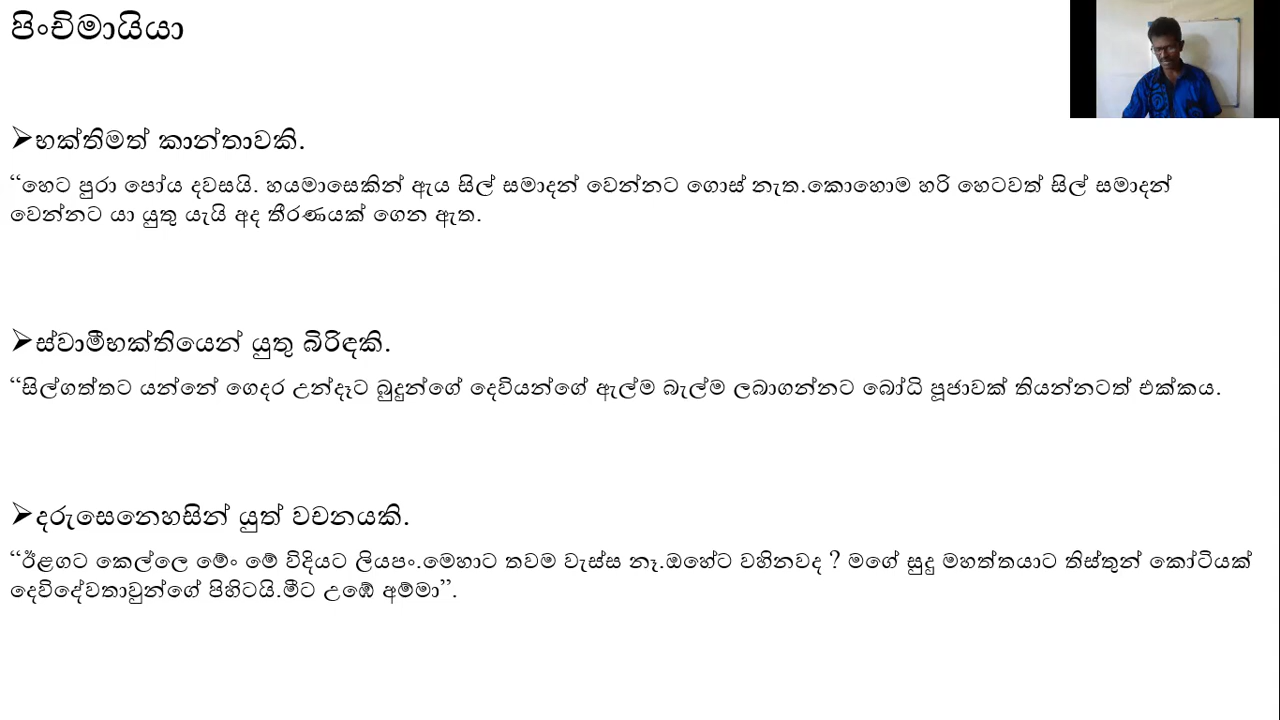 පිංචිමායියා
➢භක්තිමත් කාන්තාවකි.
“හෙට පුරා පෝය දවසයි. හයමාසෙකින් ඇය සිල් සමාදන් වෙන්නට ගොස් නැත.කොහොම හරි හෙටවත් සිල් සමාදන්
වෙන්නට යා යුතු යැයි අද තීරණයක් ගෙන ඇත.
➢ස්වාමීභක්තියෙන් යුතු බිරිඳකි.
“සිල්ගත්තට යන්නේ ගෙදර උන්දෑට බුදුන්ගේ දෙවියන්ගේ ඇල්ම බැල්ම ලබාගන්නට බෝධි පූජාවක් තියන්නටත් එක්කය.
➢දරුසෙනෙහසින් යුත් වචනයකි.
“ඊළගට කෙල්ලෙ මේං මේ විදියට ලියපං.මෙහාට තවම වැස්ස නෑ.ඔහේට වහිනවද ? මගේ සුදු මහත්තයාට තිස්තුන් කෝටියක්
දෙවිදේවතාවුන්ගේ පිහිටයි.මීට උඹේ අම්මා”.